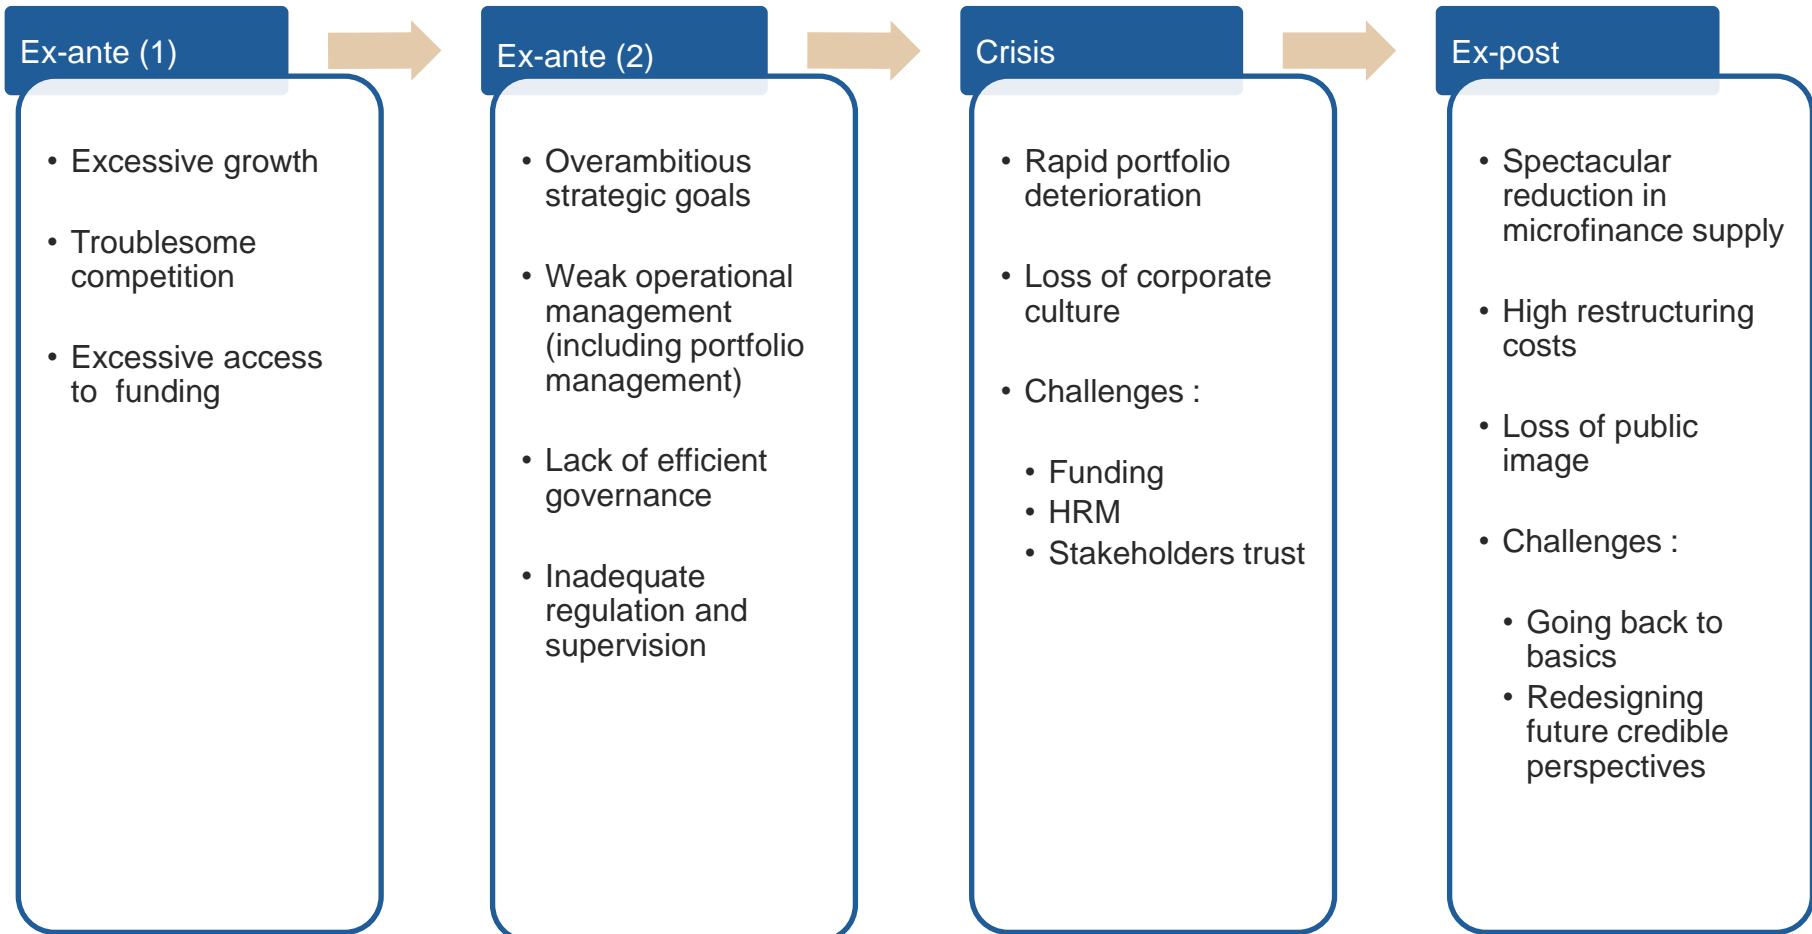 Ex-ante (1)
• Excessive growth
• Troublesome
competition
• Excessive access
to funding
Ex-ante (2)
• Overambitious
strategic goals
• Weak operational
management
(including portfolio
management)
• Lack of efficient
governance
• Inadequate
regulation and
supervision
Crisis
• Rapid portfolio
deterioration
• Loss of corporate
culture
• Challenges :
• Funding
• HRM
• Stakeholders trust
Ex-post
• Spectacular
reduction in
microfinance supply
• High restructuring
costs
• Loss of public
image
• Challenges :
• Going back to
basics
• Redesigning
future credible
perspectives